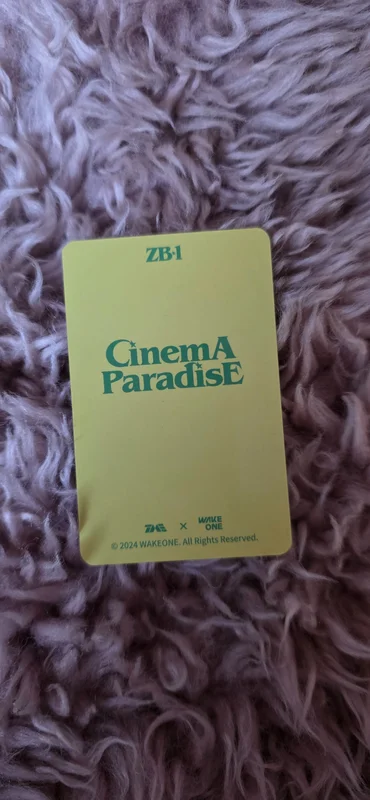 ZB1
CinemA
ParadisE
× WAKE
ONE
© 2024 WAKEONE. All Rights Reserved.